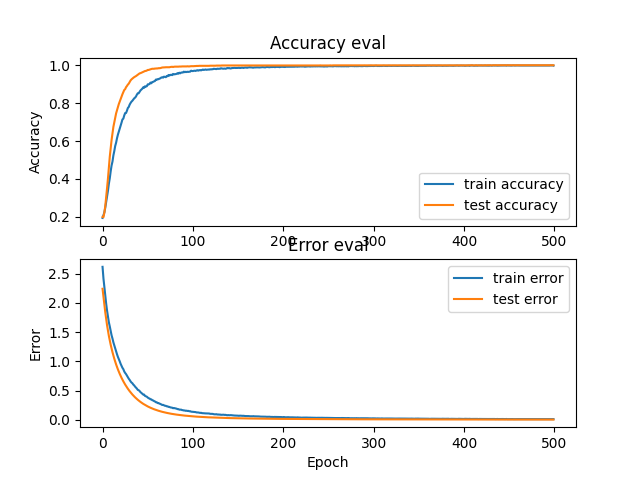 Accuracy eval
1.0
0.8
0.6
0.4
0.2
Accuracy
train accuracy
test accuracy
0 100 200 300 400 500
Error eval
2.5
2.0
1.5
1.0
0.5
0.0
Error
train error
test error
0 100 200 300 400 500
Epoch